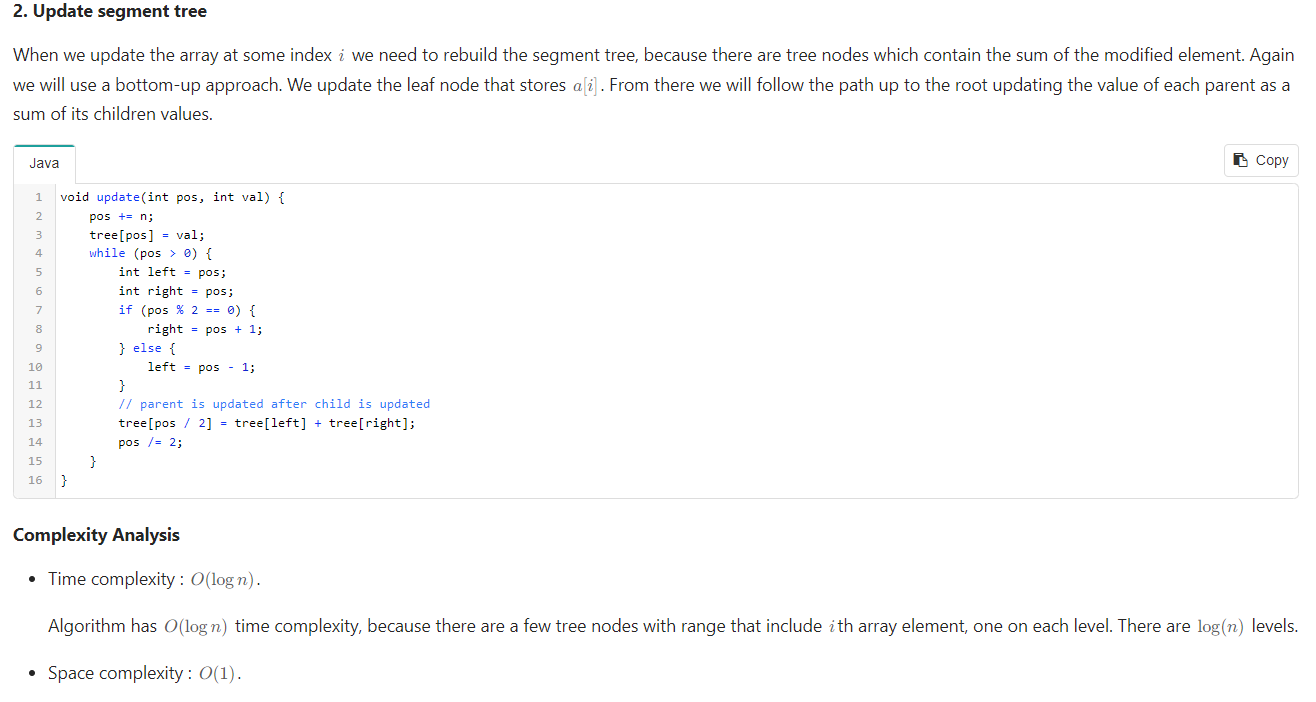 2. Update segment tree
When we update the array at some index i we need to rebuild the segment tree, because there are tree nodes which contain the sum of the modified element. Again
we will use a bottom-up approach. We update the leaf node that stores a[i]. From there we will follow the path up to the root updating the value of each parent as a
sum of its children values.
Java
Copy
1 void update(int pos, int val) {
2     pos += n;
3     tree[pos] = val;
4     while (pos > 0) {
5         int left = pos;
6         int right = pos;
7         if (pos % 2 == 0) {
8             right = pos + 1;
9         } else {
10             left = pos - 1;
11         }
12         // parent is updated after child is updated
13         tree[pos / 2] = tree[left] + tree[right];
14         pos /= 2;
15     }
16 }
Complexity Analysis
• Time complexity : O(log n).
Algorithm has O(log n) time complexity, because there are a few tree nodes with range that include ith array element, one on each level. There are log(n) levels.
• Space complexity : O(1).